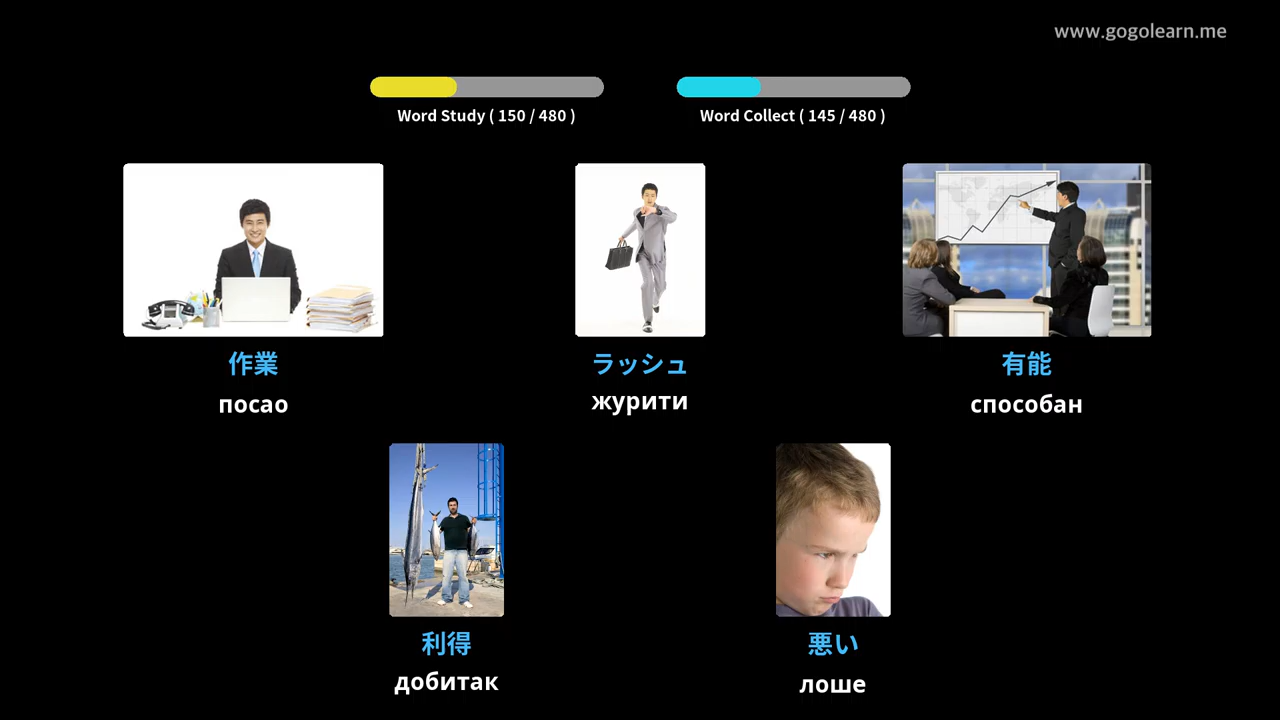 www.gogolearn.me
Word Study ( 150 / 480 )
Word Collect ( 145 / 480 )
作業
посао
ラッシュ
журити
有能
способан
利得
добитак
悪い
лоше